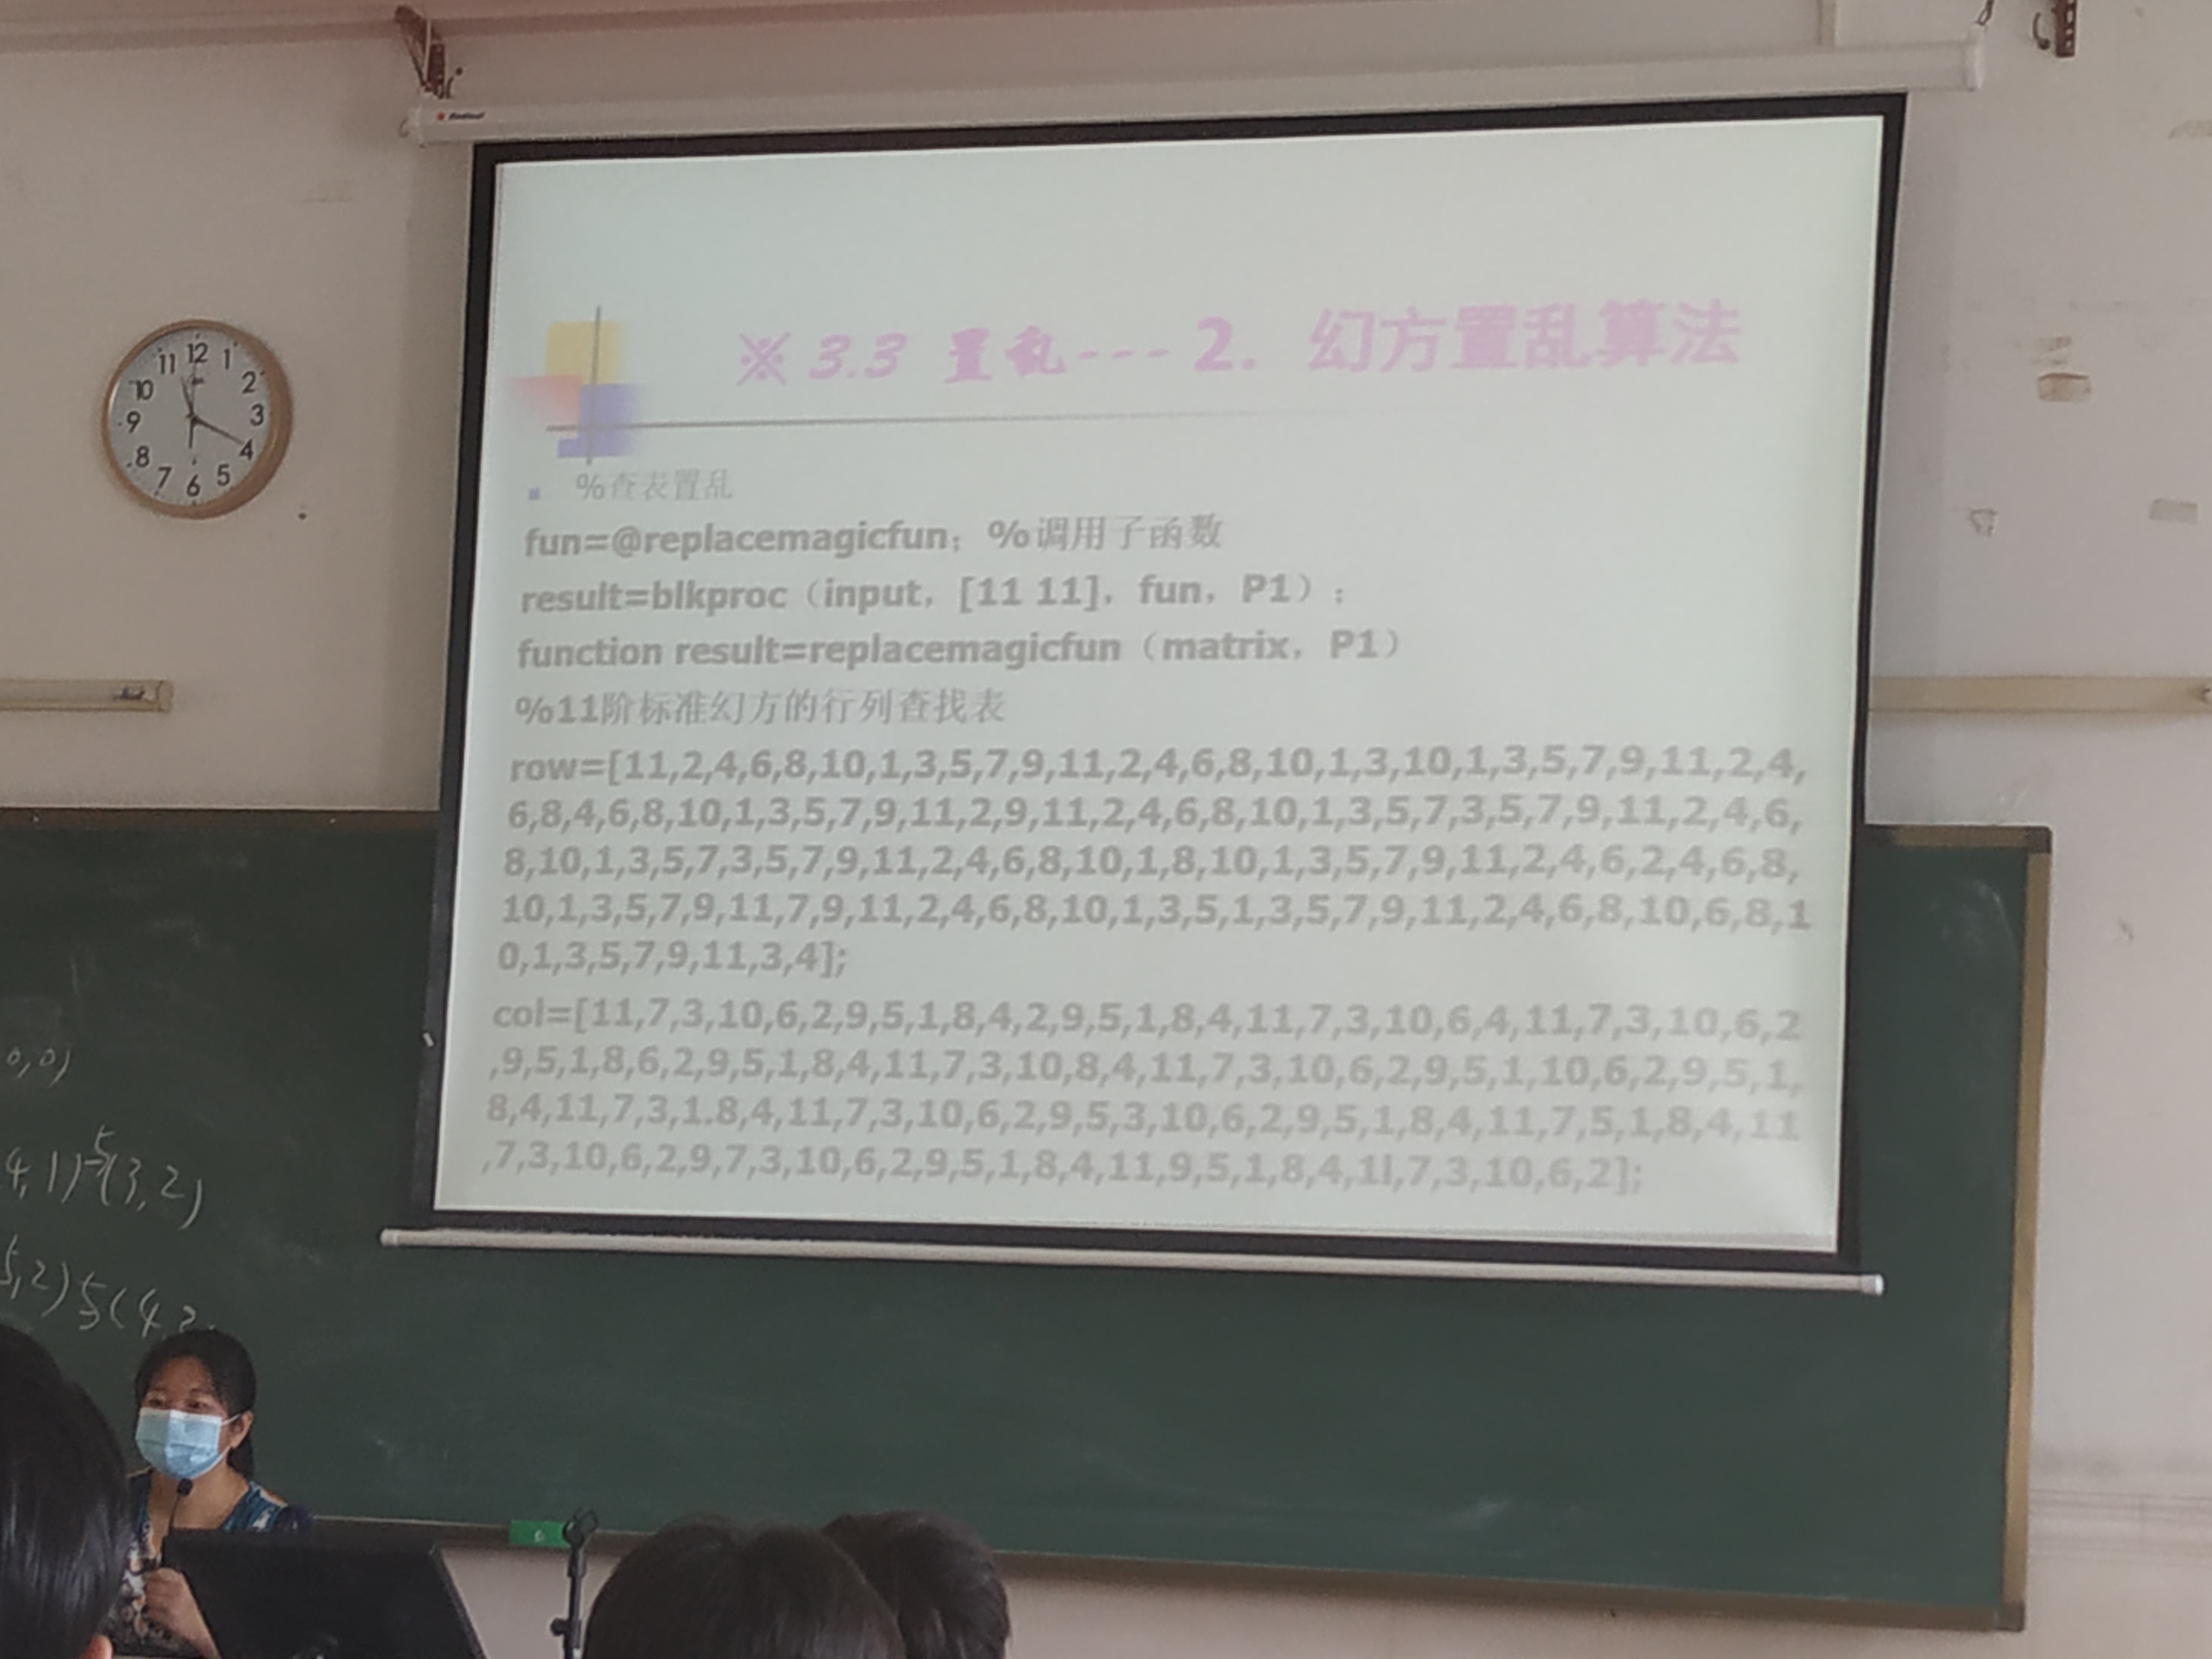 ※ 3.3 置乱---2. 幻方置乱算法
%查表置乱
fun=@replacemagicfun；%调用子函数
result=blkproc（input，[11 11]，fun，P1）；
function result=replacemagicfun（matrix，P1）
%11阶标准幻方的行列查找表
row=[11,2,4,6,8,10,1,3,5,7,9,11,2,4,6,8,10,1,3,10,1,3,5,7,9,11,2,4,
6,8,4,6,8,10,1,3,5,7,9,11,2,9,11,2,4,6,8,10,1,3,5,7,3,5,7,9,11,2,4,6,
8,10,1,3,5,7,3,5,7,9,11,2,4,6,8,10,1,8,10,1,3,5,7,9,11,2,4,6,2,4,6,8,
10,1,3,5,7,9,11,7,9,11,2,4,6,8,10,1,3,5,1,3,5,7,9,11,2,4,6,8,10,6,8,1
0,1,3,5,7,9,11,3,4];
col=[11,7,3,10,6,2,9,5,1,8,4,2,9,5,1,8,4,11,7,3,10,6,4,11,7,3,10,6,2
,9,5,1,8,6,2,9,5,1,8,4,11,7,3,10,8,4,11,7,3,10,6,2,9,5,1,10,6,2,9,5,1,
8,4,11,7,3,1.8,4,11,7,3,10,6,2,9,5,3,10,6,2,9,5,1,8,4,11,7,5,1,8,4,11
,7,3,10,6,2,9,7,3,10,6,2,9,5,1,8,4,11,9,5,1,8,4,1l,7,3,10,6,2];
12 1 2 3 4 5 6 7 8 9 10 11
0,0)
4,1) 5(3,2)
5,2) 5(4,